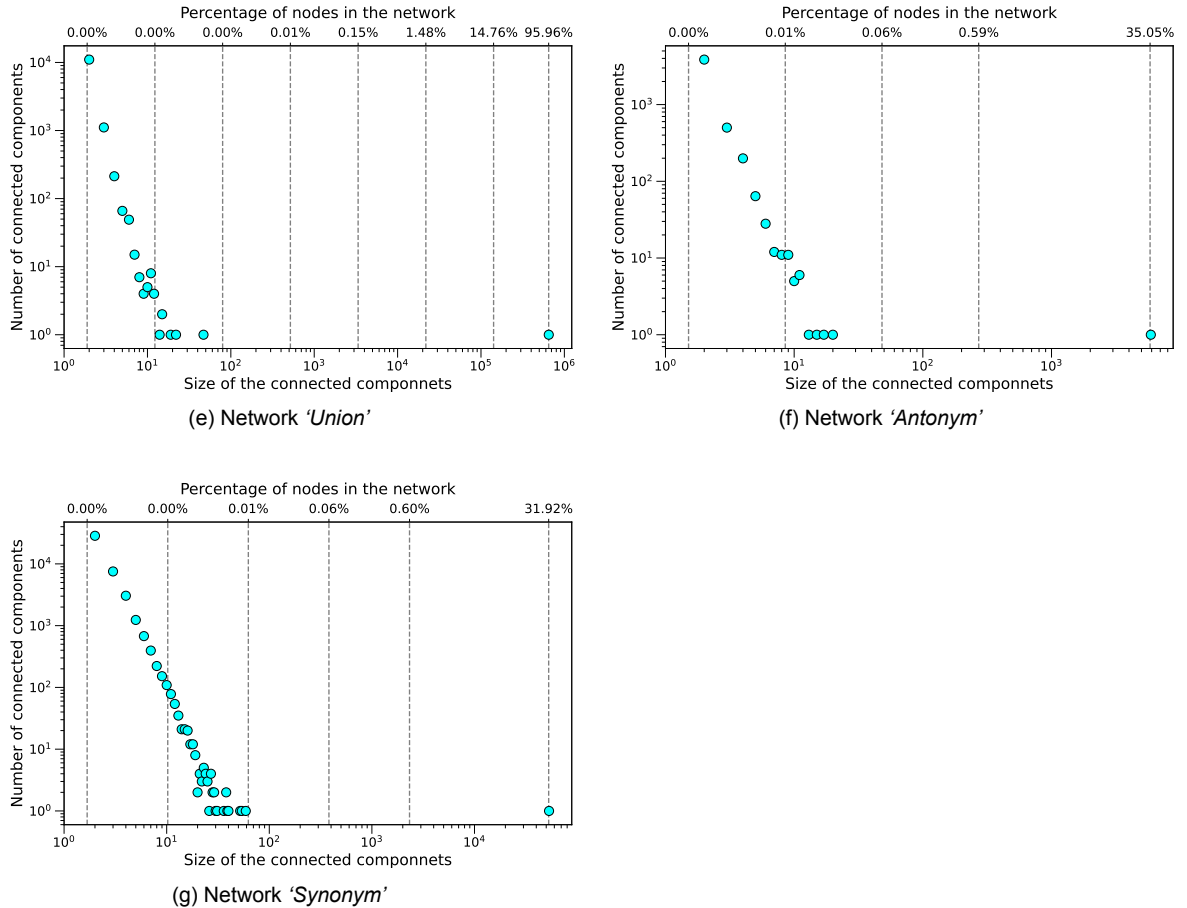 Percentage of nodes in the network
0.00% 0.00% 0.00% 0.01% 0.15% 1.48% 14.76% 95.96%
Number of connected components
10⁴
10³
10²
10¹
10⁰
10⁰ 10¹ 10² 10³ 10⁴ 10⁵ 10⁶
Size of the connected componnets
(e) Network ‘Union’
Percentage of nodes in the network
0.00% 0.01% 0.06% 0.59% 35.05%
Number of connected components
10³
10²
10¹
10⁰
10⁰ 10¹ 10² 10³
Size of the connected componnets
(f) Network ‘Antonym’
Percentage of nodes in the network
0.00% 0.00% 0.01% 0.06% 0.60% 31.92%
Number of connected components
10⁴
10³
10²
10¹
10⁰
10⁰ 10¹ 10² 10³ 10⁴
Size of the connected componnets
(g) Network ‘Synonym’